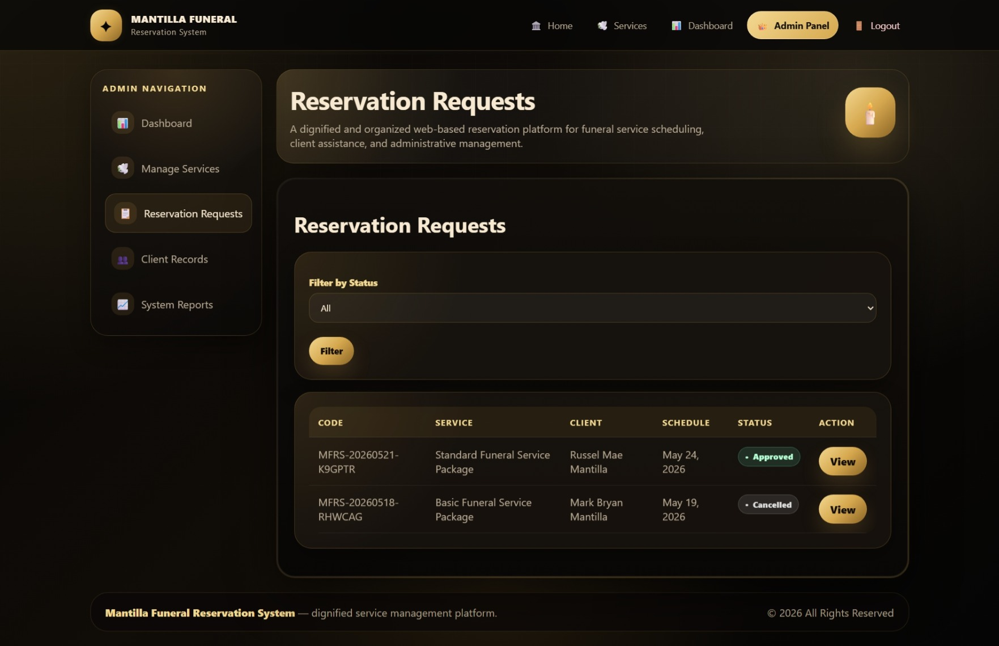 MANTILLA FUNERAL
Reservation System
Home
Services
Dashboard
Admin Panel
Logout
ADMIN NAVIGATION
Dashboard
Manage Services
Reservation Requests
Client Records
System Reports
Reservation Requests
A dignified and organized web-based reservation platform for funeral service scheduling,
client assistance, and administrative management.
Reservation Requests
Filter by Status
All
Filter
CODE SERVICE CLIENT SCHEDULE STATUS ACTION
MFRS-20260521- Standard Funeral Service Russel Mae May 24, • Approved View
K9GPTR Package Mantilla 2026
MFRS-20260518- Basic Funeral Service Mark Bryan May 19, • Cancelled View
RHWCAG Package Mantilla 2026
Mantilla Funeral Reservation System — dignified service management platform.
© 2026 All Rights Reserved